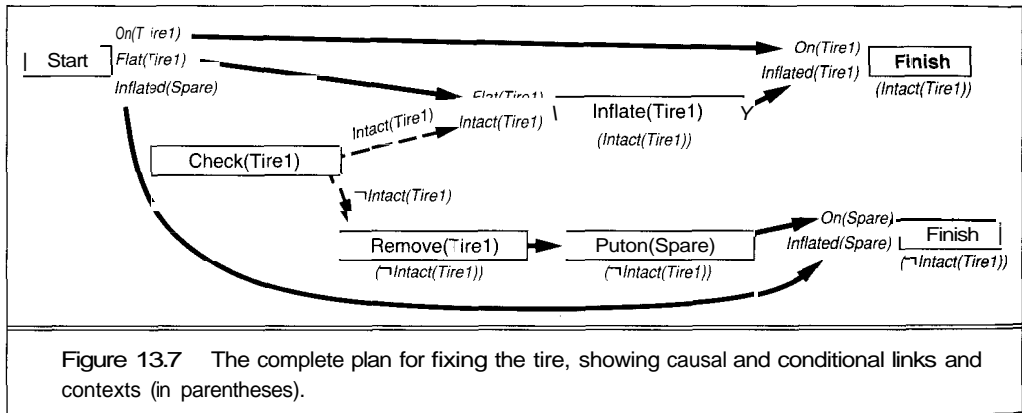 On(Tire1)
Start
Flat(Tire1)
Inflated(Spare)
On(Tire1)
Inflated(Tire1)
Finish
(Intact(Tire1))
Flat(Tire1)
Intact(Tire1)
Inflate(Tire1)
(Intact(Tire1))
Intact(Tire1)
Check(Tire1)
¬Intact(Tire1)
Remove(Tire1)
(¬Intact(Tire1))
Puton(Spare)
(¬Intact(Tire1))
On(Spare)
Inflated(Spare)
Finish
(¬Intact(Tire1))
Figure 13.7 The complete plan for fixing the tire, showing causal and conditional links and
contexts (in parentheses).